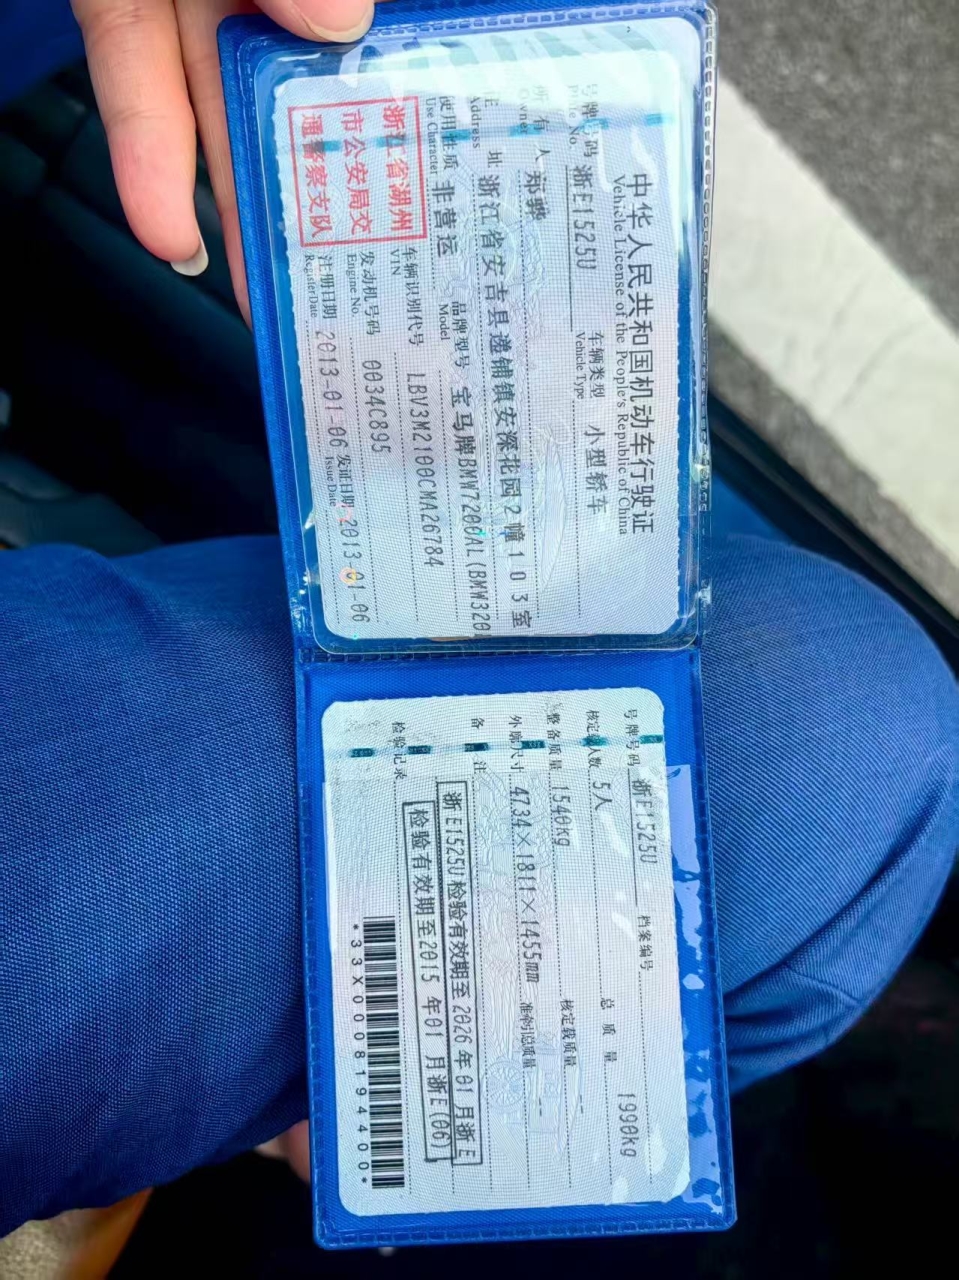 中华人民共和国机动车行驶证
Vehicle License of the People's Republic of China
号牌号码 浙E1525U 车辆类型 小型轿车
Plate No. Vehicle Type
所有人 郑骅
Owner
住址 浙江省安吉县递铺镇安深北园2幢103室
Address
使用性质 非营运 品牌型号 宝马牌BMW7200AL(BMW320
Use Character Model
浙江省湖州
市公安局交
通警察支队
车辆识别代号 LBV3M2100CMA26784
VIN
发动机号码 0034C895
Engine No.
注册日期 2013-01-06 发证日期 2013-01-06
Register Date Issue Date
号牌号码 浙E1525U 档案编号
核定载人数 5人 总质量 1990kg
整备质量 1540kg 核定载质量
外廓尺寸 4734×1811×1455mm 准牵引总质量
备注
浙E1525U 检验有效期至2026年01月浙E
检验记录 检验有效期至2015年01月浙E(06)
*33X0008194400*